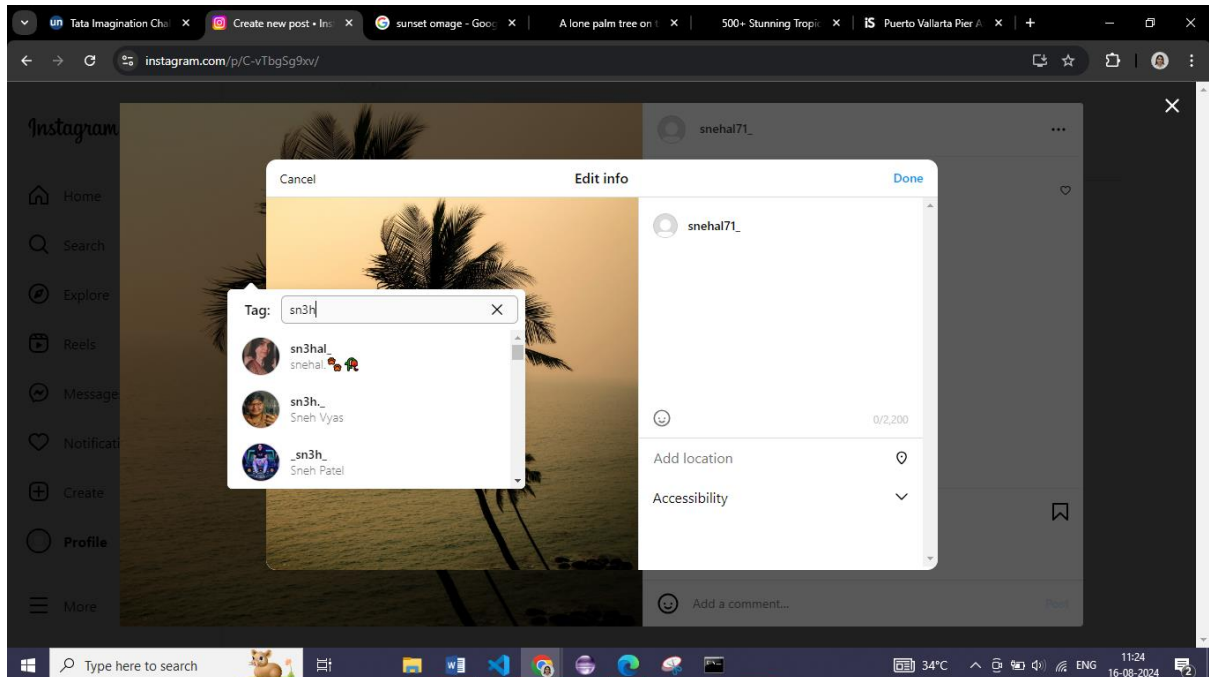 Tata Imagination Chal
Create new post • Ins
sunset omage - Goog
A lone palm tree on t
500+ Stunning Tropic
iS Puerto Vallarta Pier A
instagram.com/p/C-vTbgSg9xv/
Instagram
snehal71_
Cancel
Edit info
Done
Home
Search
Explore
Reels
Message
Notificati
Create
Profile
More
snehal71_
Tag: sn3h
sn3hal_
snehal.
sn3h._
Sneh Vyas
_sn3h_
Sneh Patel
0/2,200
Add location
Accessibility
Add a comment...
Post
Type here to search
34°C
ENG
11:24
16-08-2024
2